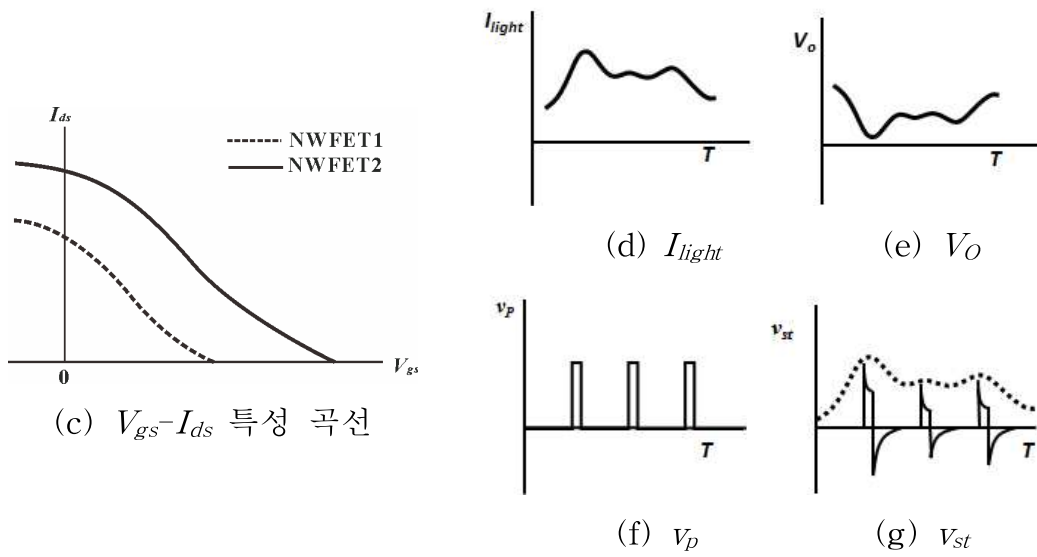 I_ds
NWFET1
NWFET2
0
V_gs
(c) V_gs-I_ds 특성 곡선
I_light
T
(d) I_light
V_o
T
(e) V_O
v_P
T
(f) v_p
v_st
T
(g) v_st